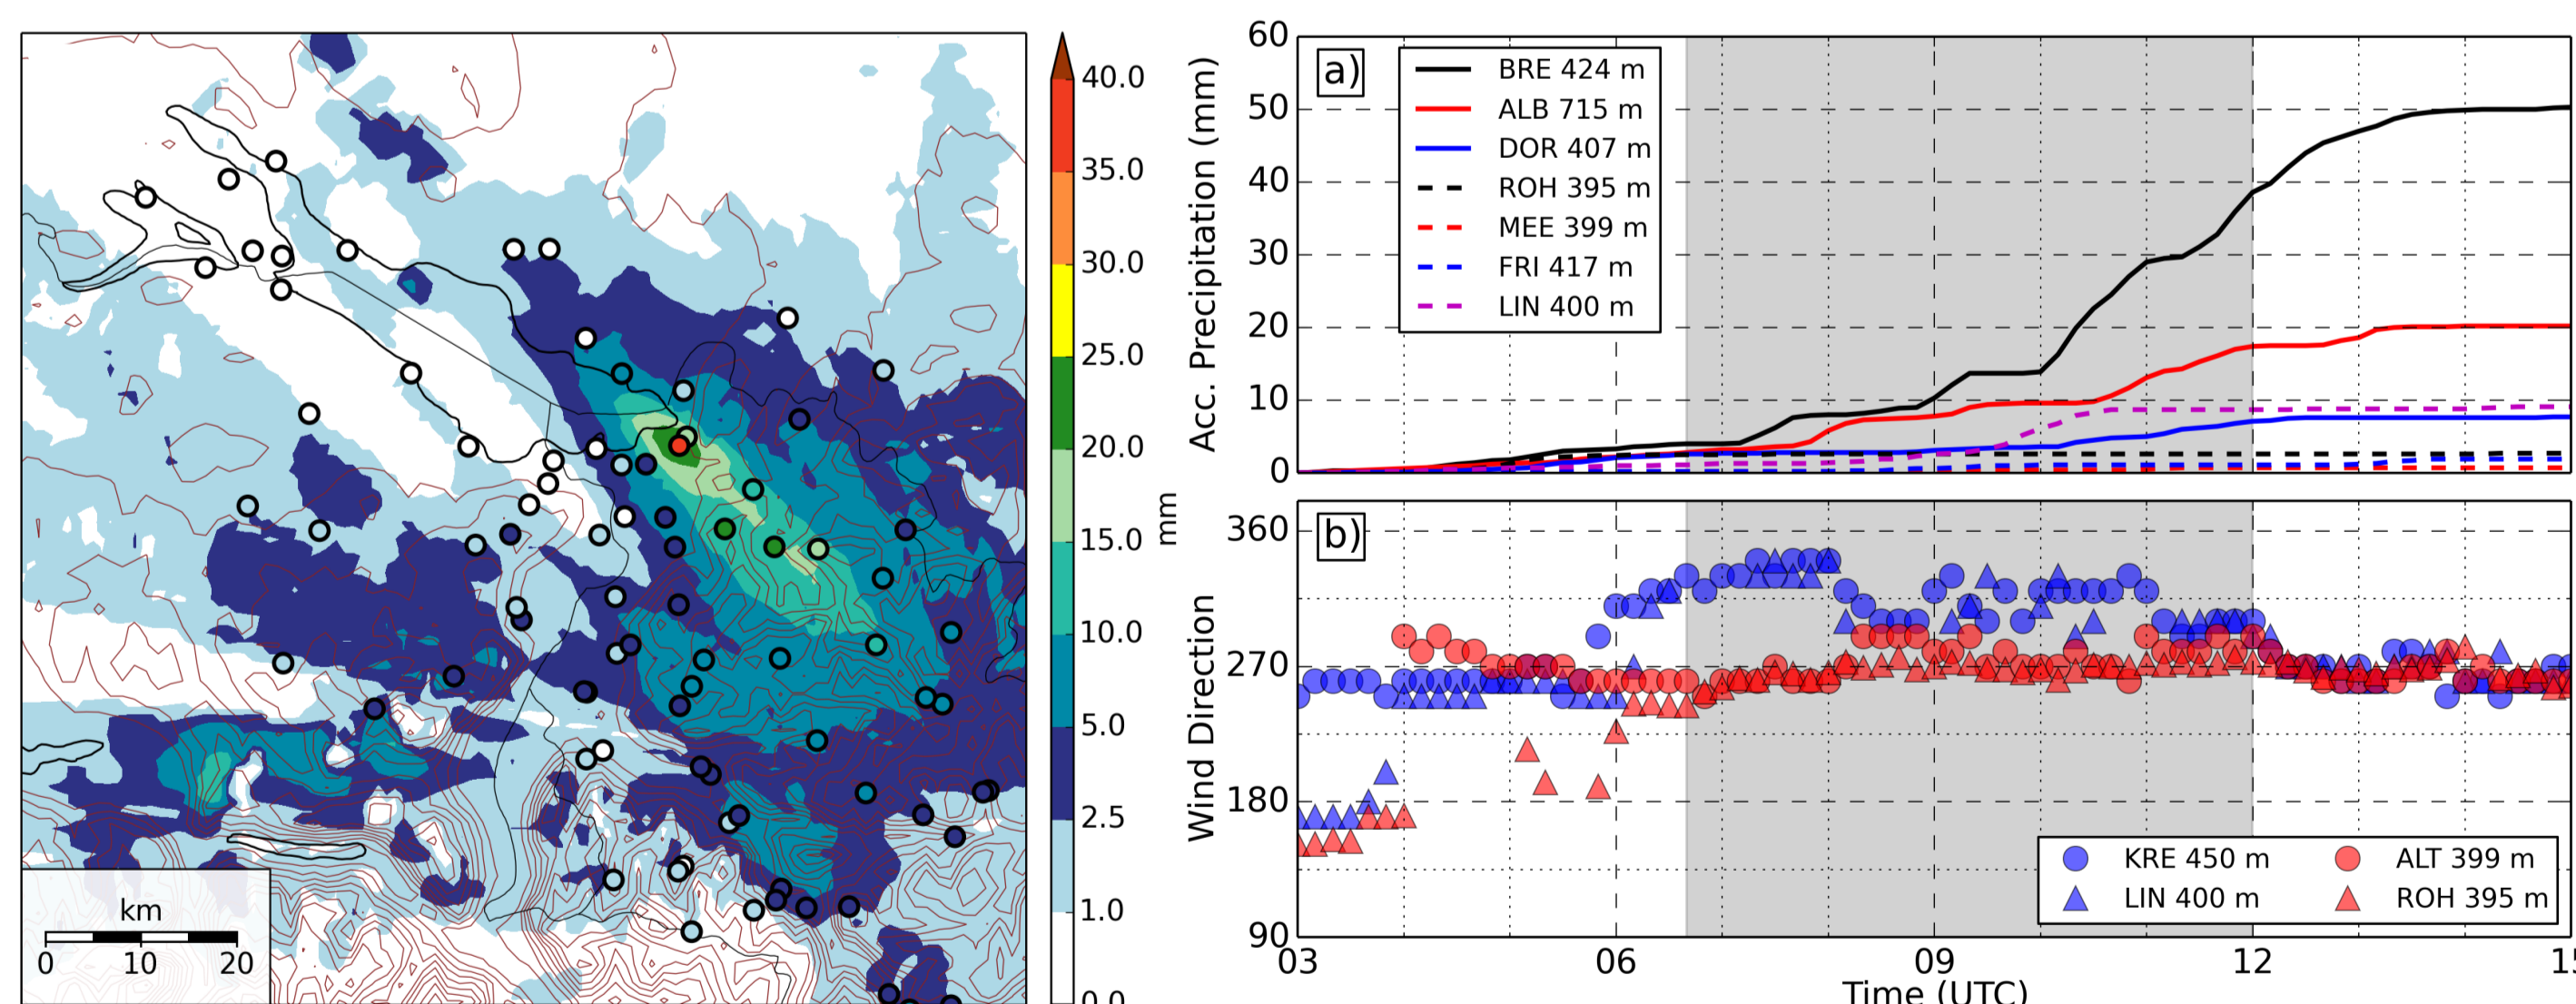 km
0 10 20
40.0
35.0
30.0
25.0
20.0
15.0
10.0
5.0
2.5
1.0
mm
Acc. Precipitation (mm)
60
50
40
30
20
10
0
a)
BRE 424 m
ALB 715 m
DOR 407 m
ROH 395 m
MEE 399 m
FRI 417 m
LIN 400 m
Wind Direction
360
270
180
90
b)
KRE 450 m ALT 399 m
LIN 400 m ROH 395 m
03 06 09 12
Time (UTC)